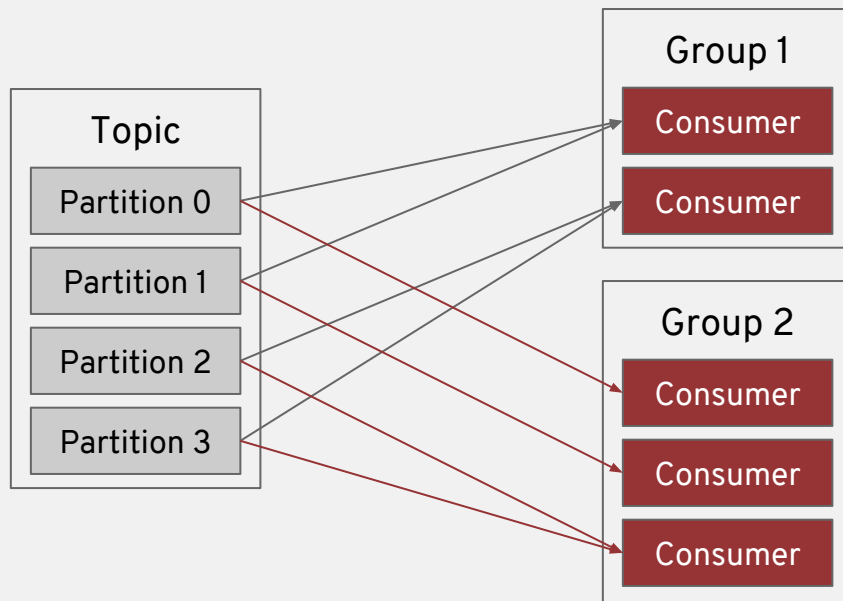 Topic
Partition 0
Partition 1
Partition 2
Partition 3
Group 1
Consumer
Consumer
Group 2
Consumer
Consumer
Consumer